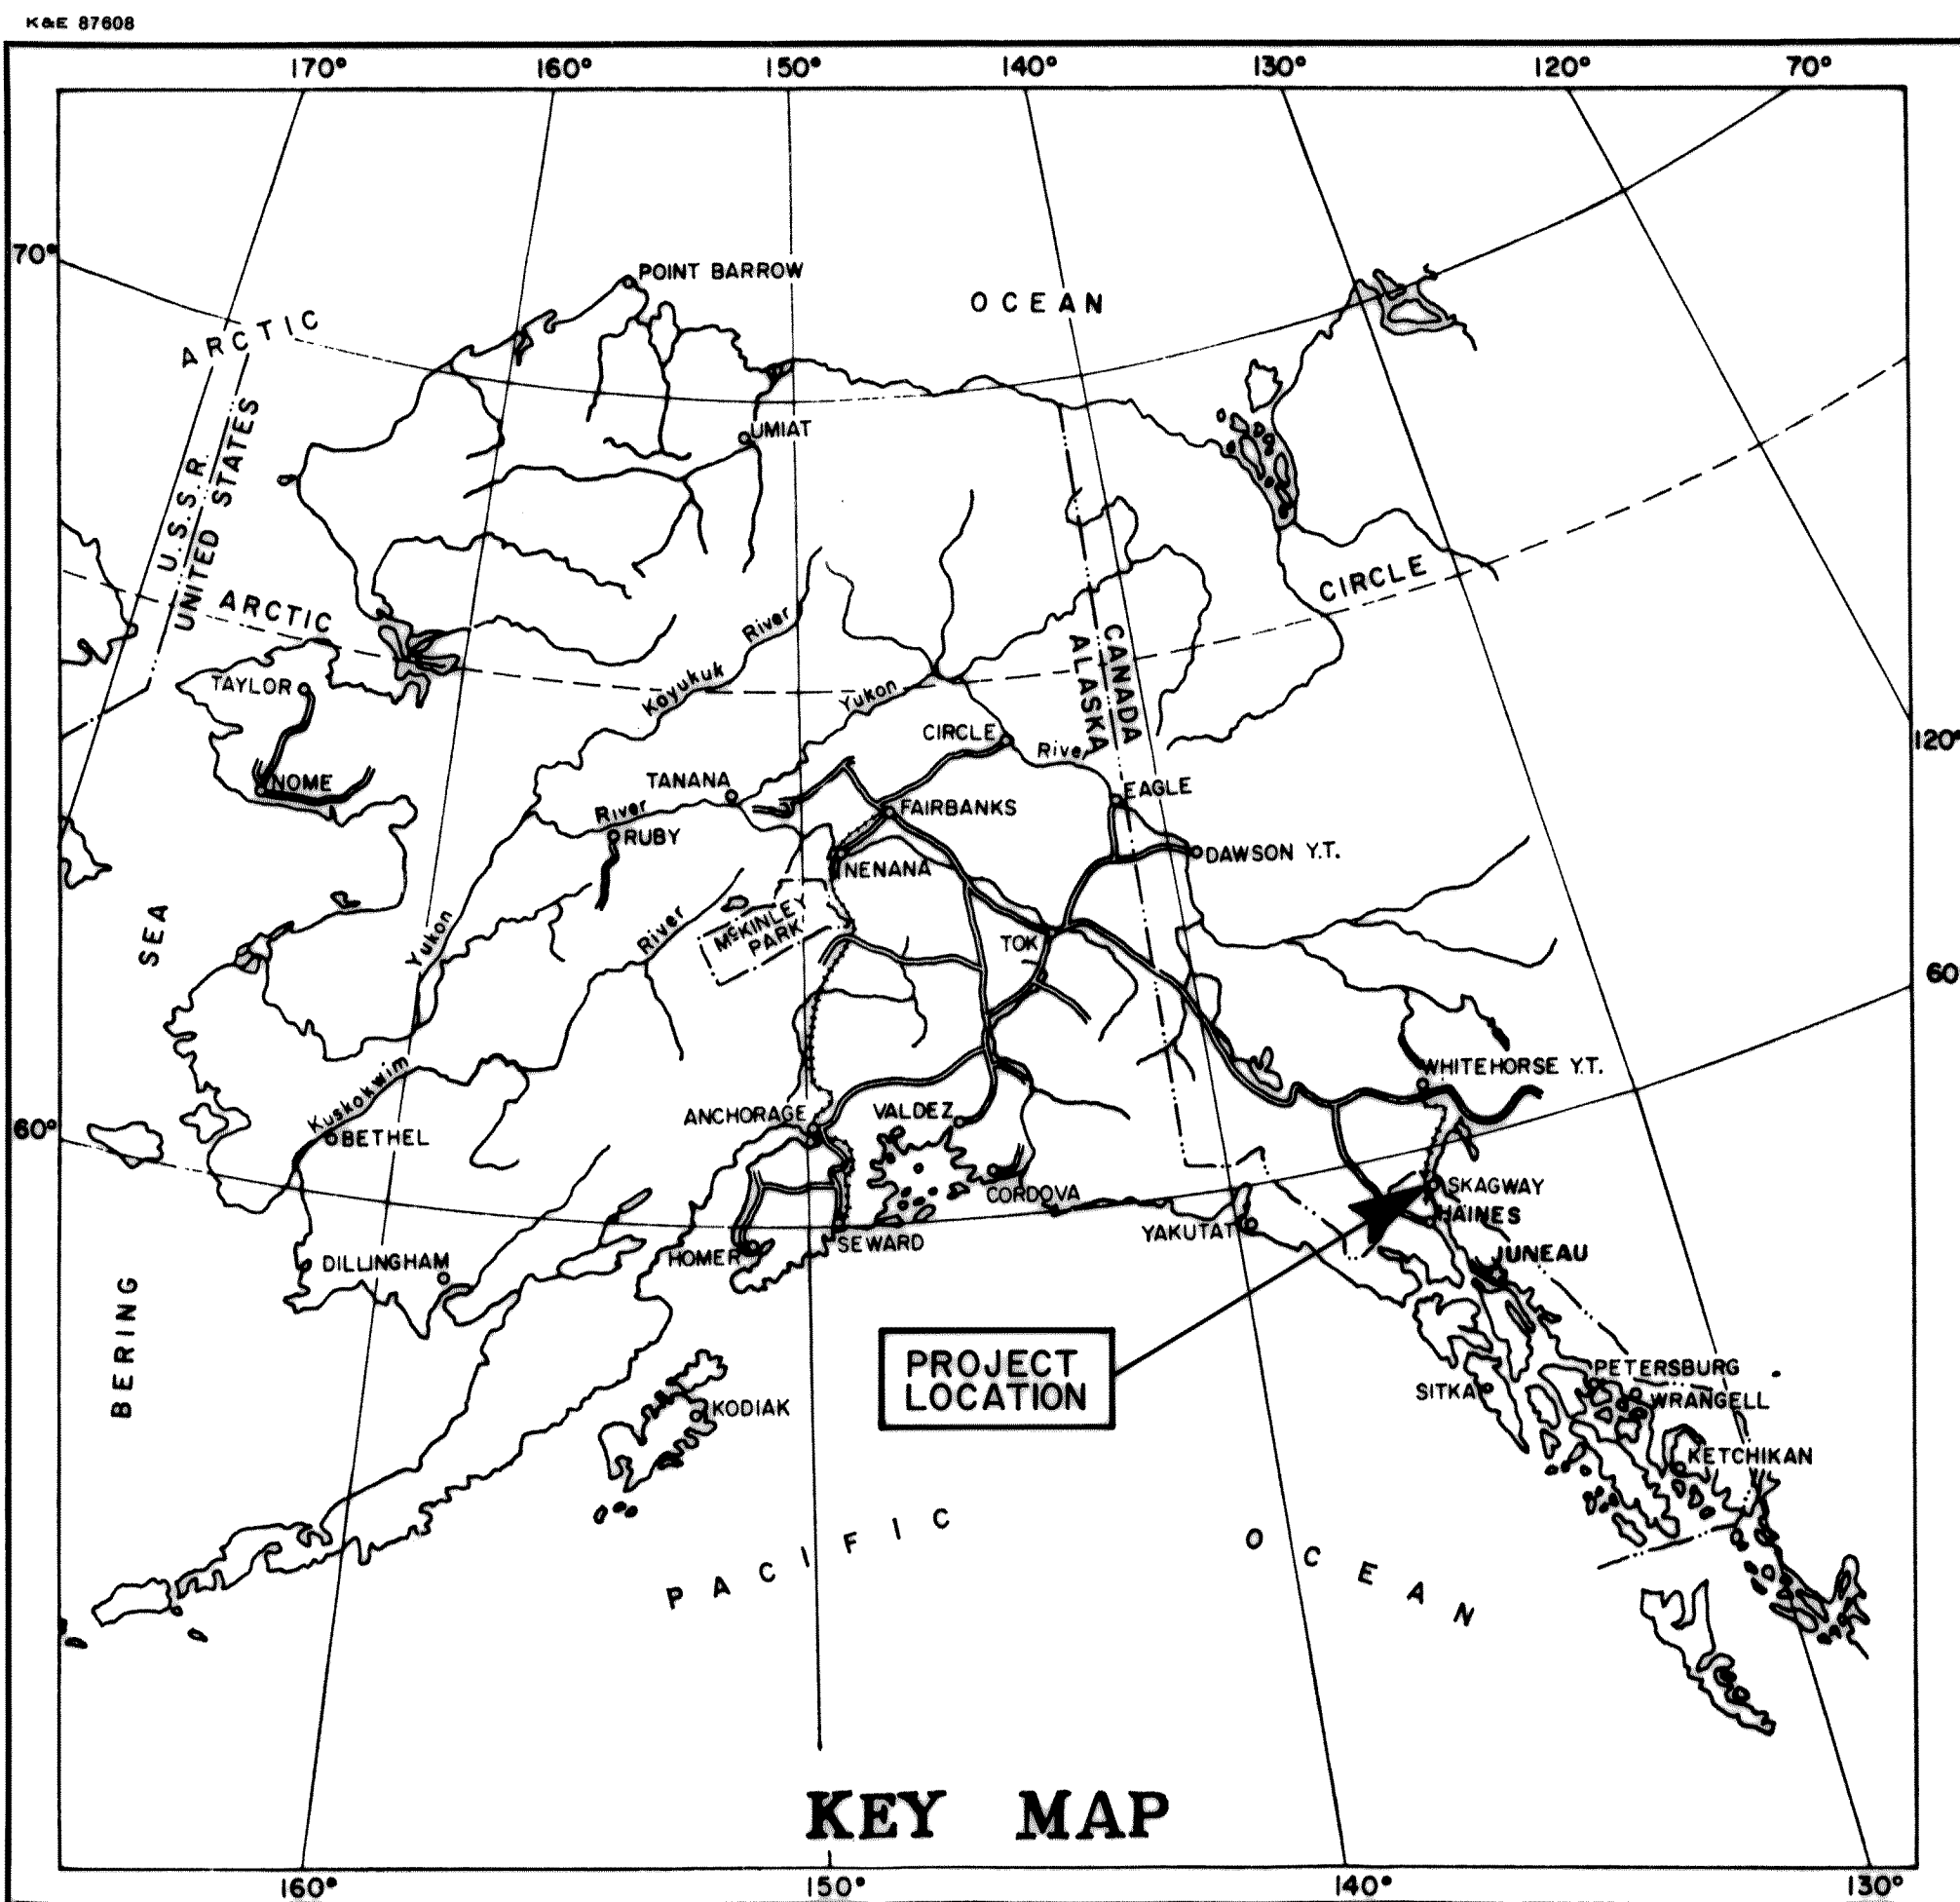 K&E 87608
170° 160° 150° 140° 130° 120° 70°
70°
POINT BARROW
OCEAN
ARCTIC
UMIAT
U.S.S.R.
UNITED STATES
ARCTIC
CIRCLE
River
Koyukuk
CANADA
ALASKA
TAYLOR
Yukon
CIRCLE
River
120°
NOME
TANANA
EAGLE
River
FAIRBANKS
RUBY
DAWSON Y.T.
NENANA
McKINLEY
PARK
River
SEA
Yukon
TOK
60
WHITEHORSE Y.T.
Kuskokwim
ANCHORAGE
VALDEZ
60°
BETHEL
SKAGWAY
CORDOVA
HAINES
YAKUTAT
SEWARD
HOMER
JUNEAU
DILLINGHAM
BERING
PROJECT
LOCATION
PETERSBURG
SITKA
WRANGELL
KODIAK
KETCHIKAN
PACIFIC
OCEAN
KEY MAP
160° 150° 140° 130°